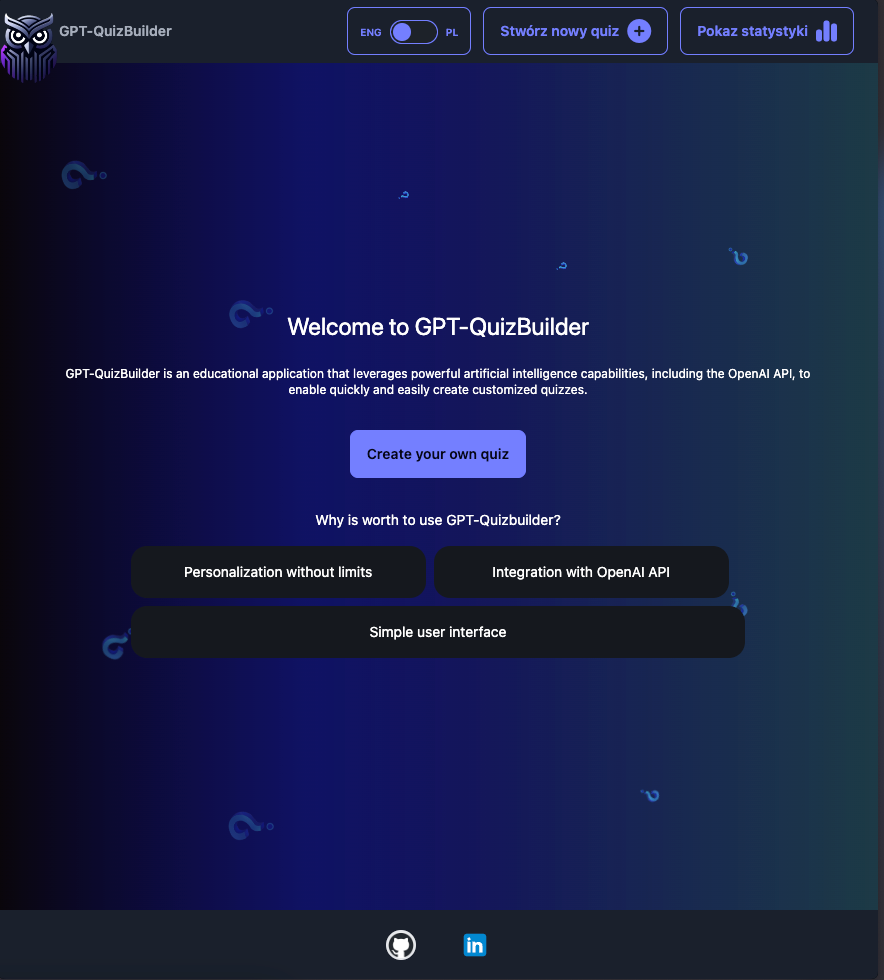 GPT-QuizBuilder
ENG
PL
Stwórz nowy quiz
Pokaz statystyki
Welcome to GPT-QuizBuilder
GPT-QuizBuilder is an educational application that leverages powerful artificial intelligence capabilities, including the OpenAI API, to
enable quickly and easily create customized quizzes.
Create your own quiz
Why is worth to use GPT-Quizbuilder?
Personalization without limits
Integration with OpenAI API
Simple user interface
in